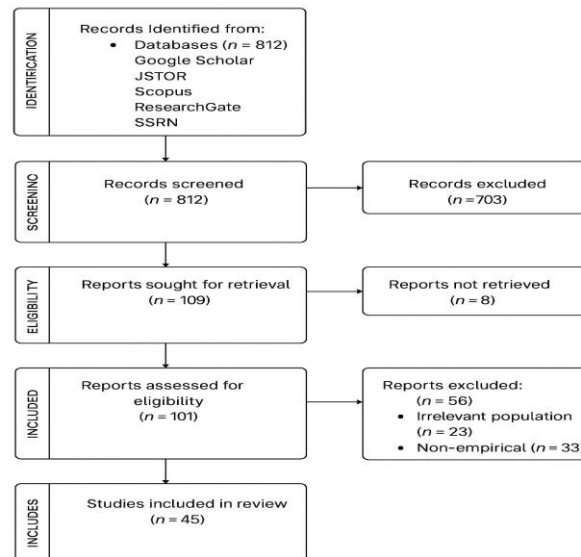 IDENTIRICATION
Records Identified from:
• Databases (n = 812)
Google Scholar
JSTOR
Scopus
ResearchGate
SSRN
SCREENINO
Records screened
(n = 812)
Records excluded
(n =703)
ELIGIBILITY
Reports sought for retrieval
(n = 109)
Reports not retrieved
(n = 8)
INCLUDED
Reports assessed for
eligibility
(n = 101)
Reports excluded:
(n = 56)
• Irrelevant population
(n = 23)
• Non-empirical (n = 33)
INCLUDES
Studies included in review
(n = 45)